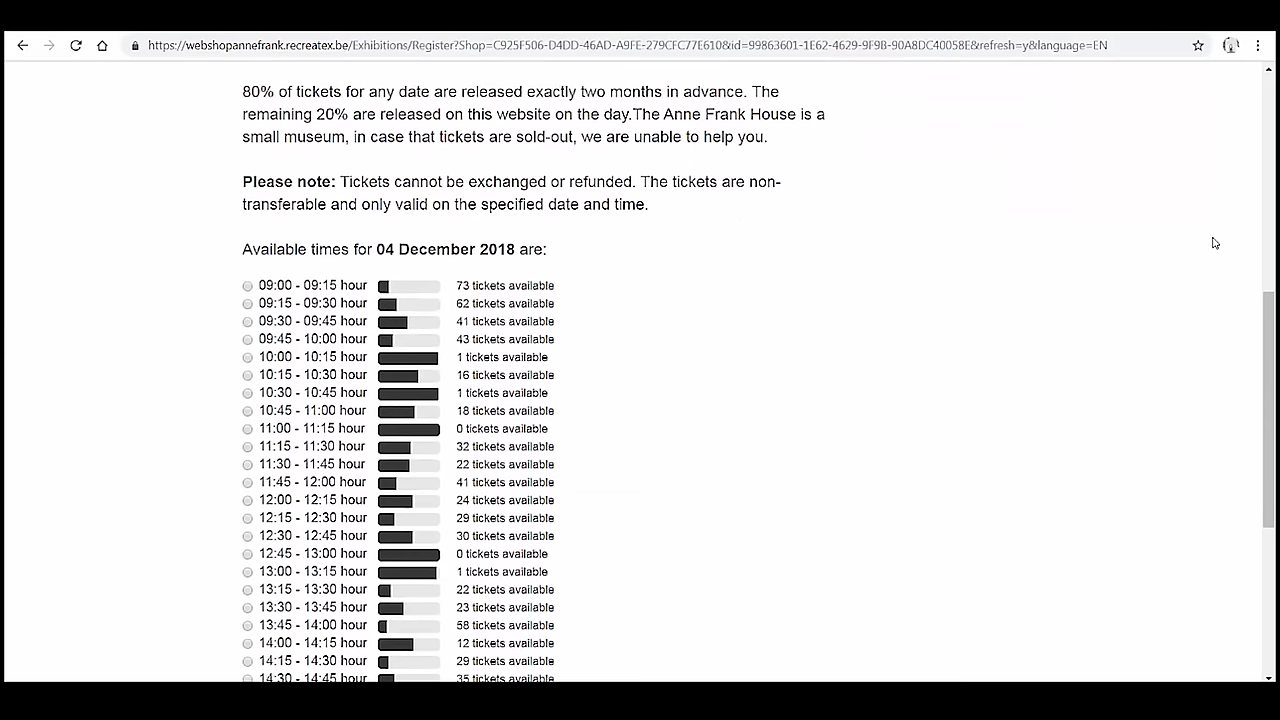 https://webshopannefrank.recreatex.be/Exhibitions/Register?Shop=C925F506-D4DD-46AD-A9FE-279CFC77E610&id=99863601-1E62-4629-9F9B-90A8DC40058E&refresh=y&language=EN
80% of tickets for any date are released exactly two months in advance. The
remaining 20% are released on this website on the day.The Anne Frank House is a
small museum, in case that tickets are sold-out, we are unable to help you.
Please note: Tickets cannot be exchanged or refunded. The tickets are non-
transferable and only valid on the specified date and time.
Available times for 04 December 2018 are:
09:00 - 09:15 hour 73 tickets available
09:15 - 09:30 hour 62 tickets available
09:30 - 09:45 hour 41 tickets available
09:45 - 10:00 hour 43 tickets available
10:00 - 10:15 hour 1 tickets available
10:15 - 10:30 hour 16 tickets available
10:30 - 10:45 hour 1 tickets available
10:45 - 11:00 hour 18 tickets available
11:00 - 11:15 hour 0 tickets available
11:15 - 11:30 hour 32 tickets available
11:30 - 11:45 hour 22 tickets available
11:45 - 12:00 hour 41 tickets available
12:00 - 12:15 hour 24 tickets available
12:15 - 12:30 hour 29 tickets available
12:30 - 12:45 hour 30 tickets available
12:45 - 13:00 hour 0 tickets available
13:00 - 13:15 hour 1 tickets available
13:15 - 13:30 hour 22 tickets available
13:30 - 13:45 hour 23 tickets available
13:45 - 14:00 hour 58 tickets available
14:00 - 14:15 hour 12 tickets available
14:15 - 14:30 hour 29 tickets available
14:30 - 14:45 hour 35 tickets available